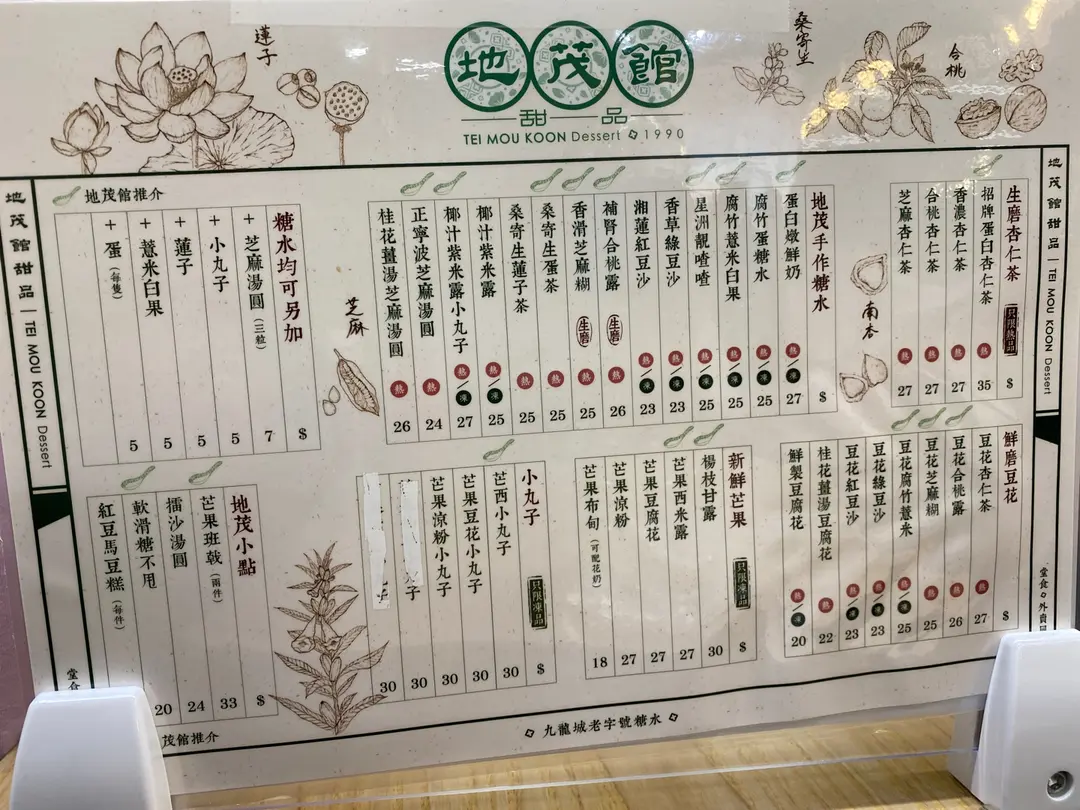 蓮子
地茂館
甜品
TEI MOU KOON Dessert 1990
桑寄生
合桃
地茂館甜品 | TEI MOU KOON Dessert
地茂館甜品 | TEI MOU KOON Dessert
地茂館推介
生磨杏仁茶 只限熱品 $
招牌蛋白杏仁茶 熱 35
香濃杏仁茶 熱 27
合桃杏仁茶 熱 27
芝麻杏仁茶 熱 27
南杏
地茂手作糖水 $
蛋白燉鮮奶 熱/凍 27
腐竹蛋糖水 熱/凍 25
腐竹薏米白果 熱/凍 25
星洲靚喳喳 熱/凍 25
香草綠豆沙 熱/凍 23
湘蓮紅豆沙 熱/凍 23
補腎合桃露 生磨 熱 26
香滑芝麻糊 生磨 熱 25
桑寄生蛋茶 熱 25
桑寄生蓮子茶 熱 25
椰汁紫米露 熱/凍 25
椰汁紫米露小丸子 熱/凍 27
正寧波芝麻湯圓 熱 24
桂花薑湯芝麻湯圓 熱 26
芝麻
糖水均可另加 $
+ 芝麻湯圓(三粒) 7
+ 小丸子 5
+ 蓮子 5
+ 薏米白果 5
+ 蛋(每隻) 5
鮮磨豆花 $
豆花杏仁茶 熱 27
豆花合桃露 熱 26
豆花芝麻糊 熱 25
豆花腐竹薏米 熱/凍 25
豆花綠豆沙 熱/凍 23
豆花紅豆沙 熱/凍 23
桂花薑湯豆腐花 熱 22
鮮製豆腐花 熱/凍 20
新鮮芒果 只限凍品 $
楊枝甘露 30
芒果西米露 27
芒果豆腐花 27
芒果涼粉 27
芒果布甸(可配花奶) 18
小丸子 只限凍品 $
芒西小丸子 30
芒果豆花小丸子 30
芒果涼粉小丸子 30
子 30
30
地茂小點 $
芒果班戟(兩件) 33
擂沙湯圓 24
軟滑糖不甩 20
紅豆馬豆糕(每件)
堂食 外賣
堂食
茂館推介
九龍城老字號糖水